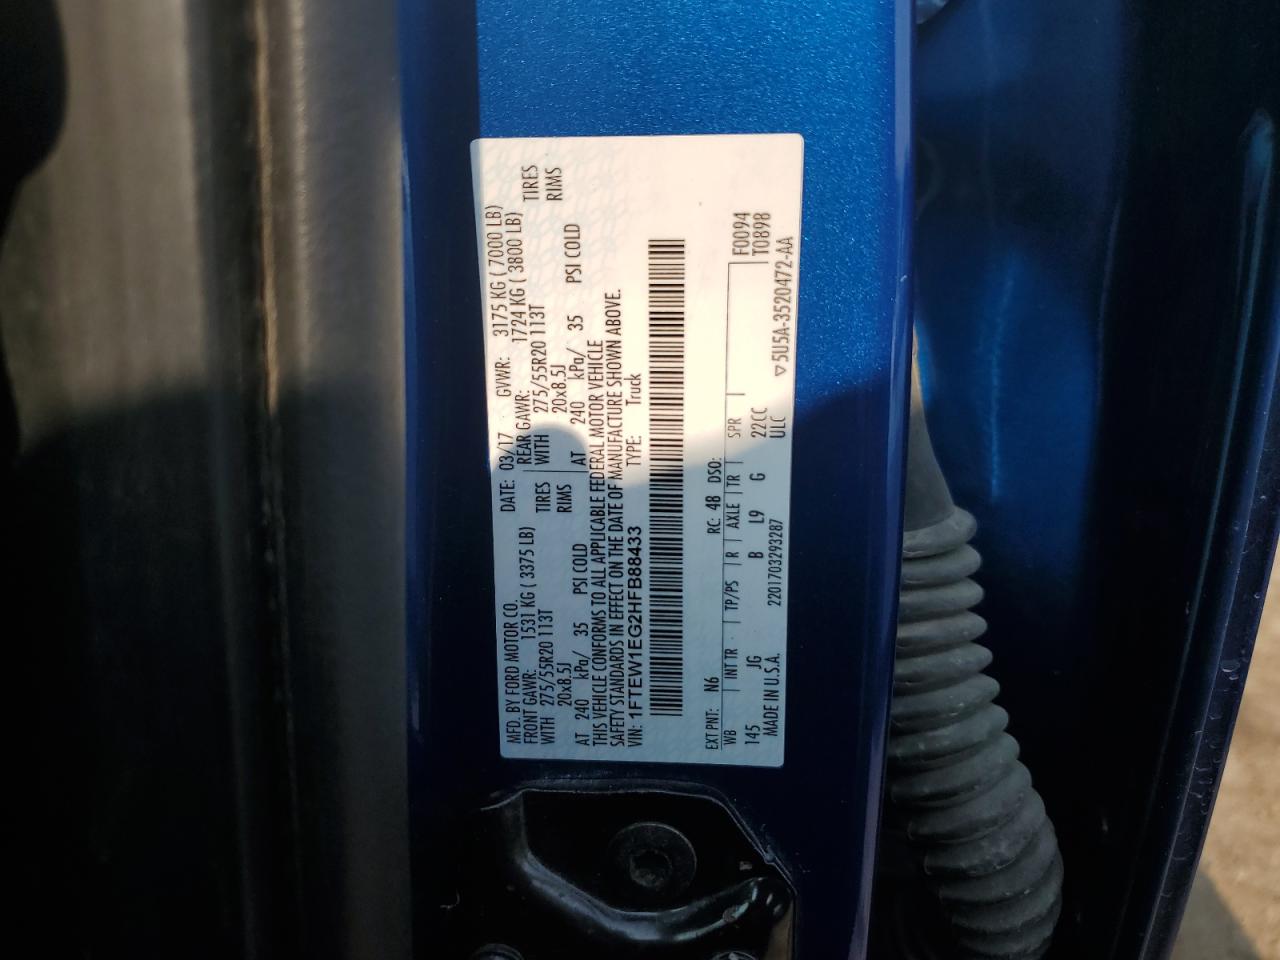 MFD. BY FORD MOTOR CO. DATE: 03/17 GVWR: 3175 KG ( 7000 LB)
FRONT GAWR: 1531 KG ( 3375 LB) REAR GAWR: 1724 KG ( 3800 LB)
WITH 275/55R20 113T TIRES WITH 275/55R20 113T TIRES
20x8.5J RIMS 20x8.5J RIMS
AT 240 kPa/ 35 PSI COLD AT 240 kPa/ 35 PSI COLD
THIS VEHICLE CONFORMS TO ALL APPLICABLE FEDERAL MOTOR VEHICLE
SAFETY STANDARDS IN EFFECT ON THE DATE OF MANUFACTURE SHOWN ABOVE.
VIN: 1FTEW1EG2HFB88433 TYPE: Truck
EXT PNT: N6 RC: 48 DSO: F0094
WB INT TR TP/PS R AXLE TR SPR T0898
145 JG B L9 G 22CC
MADE IN U.S.A. 2201703293287 ULC ▽5U5A-3520472-AA